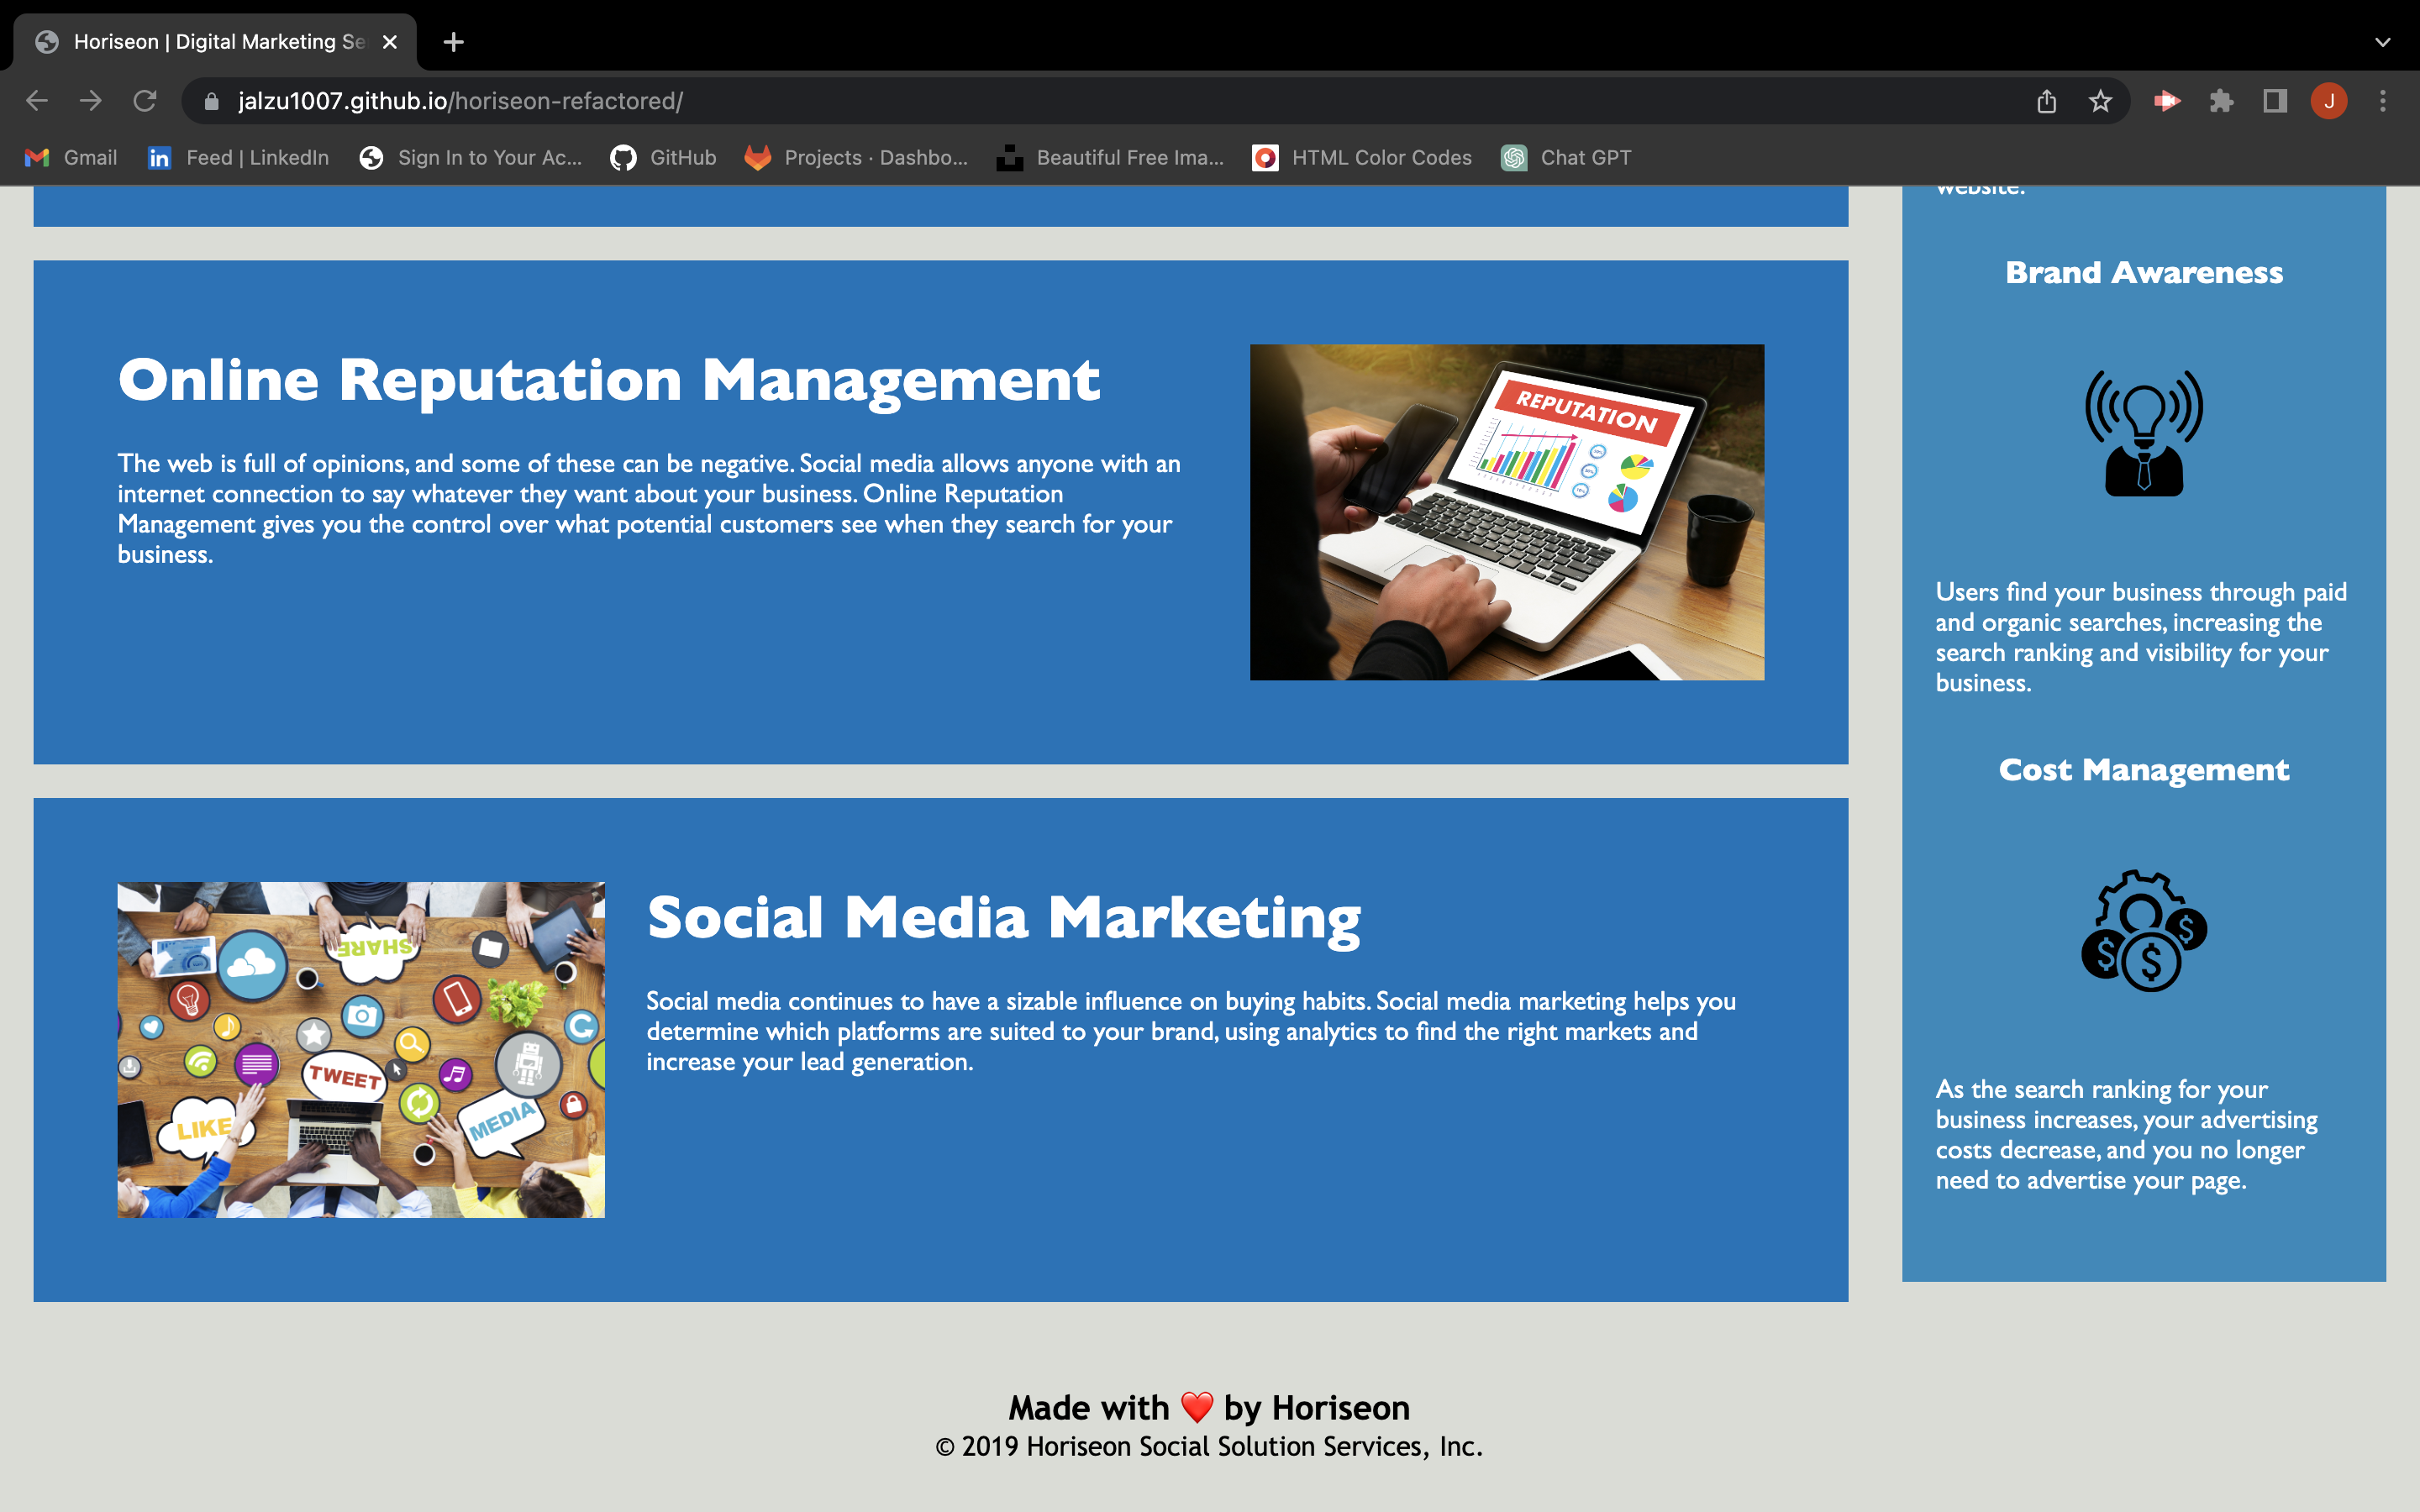 Horiseon | Digital Marketing Se
jalzu1007.github.io/horiseon-refactored/
J
Gmail
Feed | LinkedIn
Sign In to Your Ac...
GitHub
Projects · Dashbo...
Beautiful Free Ima...
HTML Color Codes
Chat GPT
Online Reputation Management
The web is full of opinions, and some of these can be negative. Social media allows anyone with an
internet connection to say whatever they want about your business. Online Reputation
Management gives you the control over what potential customers see when they search for your
business.
REPUTATION
SHARE
TWEET
LIKE
MEDIA
Social Media Marketing
Social media continues to have a sizable influence on buying habits. Social media marketing helps you
determine which platforms are suited to your brand, using analytics to find the right markets and
increase your lead generation.
website.
Brand Awareness
Users find your business through paid
and organic searches, increasing the
search ranking and visibility for your
business.
Cost Management
$ $ $
As the search ranking for your
business increases, your advertising
costs decrease, and you no longer
need to advertise your page.
Made with ❤️ by Horiseon
© 2019 Horiseon Social Solution Services, Inc.